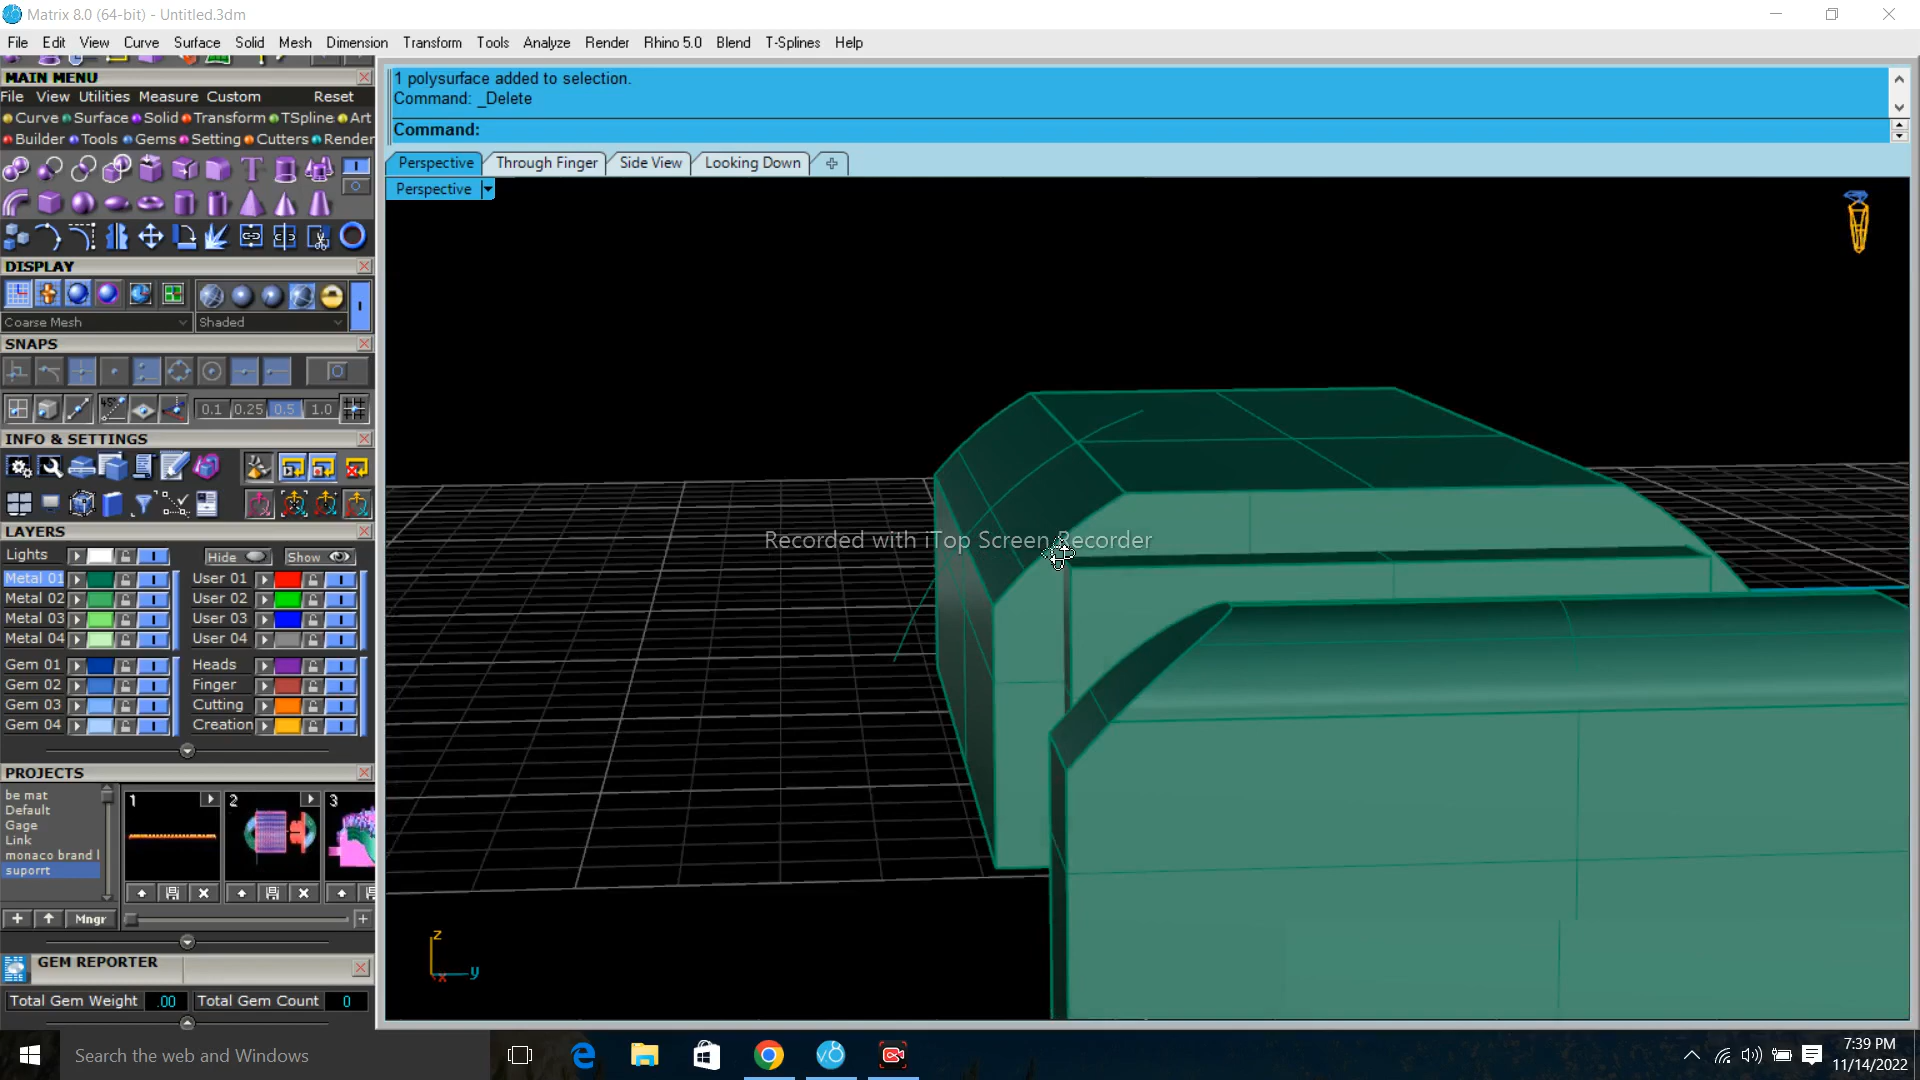 Matrix 8.0 (64-bit) - Untitled.3dm
File Edit View Curve Surface Solid Mesh Dimension Transform Tools Analyze Render Rhino 5.0 Blend T-Splines Help
MAIN MENU
File View Utilities Measure Custom Reset
Curve Surface Solid Transform TSpline Art
Builder Tools Gems Setting Cutters Render
1 polysurface added to selection.
Command: _Delete
Command:
Perspective Through Finger Side View Looking Down
Perspective
DISPLAY
Coarse Mesh Shaded
SNAPS
45°
0.1 0.25 0.5 1.0
INFO & SETTINGS
LAYERS
Lights Hide Show
Metal 01 User 01
Metal 02 User 02
Metal 03 User 03
Metal 04 User 04
Gem 01 Heads
Gem 02 Finger
Gem 03 Cutting
Gem 04 Creation
PROJECTS
be mat
Default
Gage
Link
monaco brand l
suporrt
1 2 3
Mngr
GEM REPORTER
Total Gem Weight .00 Total Gem Count 0
Recorded with iTop Screen Recorder
z
y
x
Search the web and Windows
7:39 PM
11/14/2022